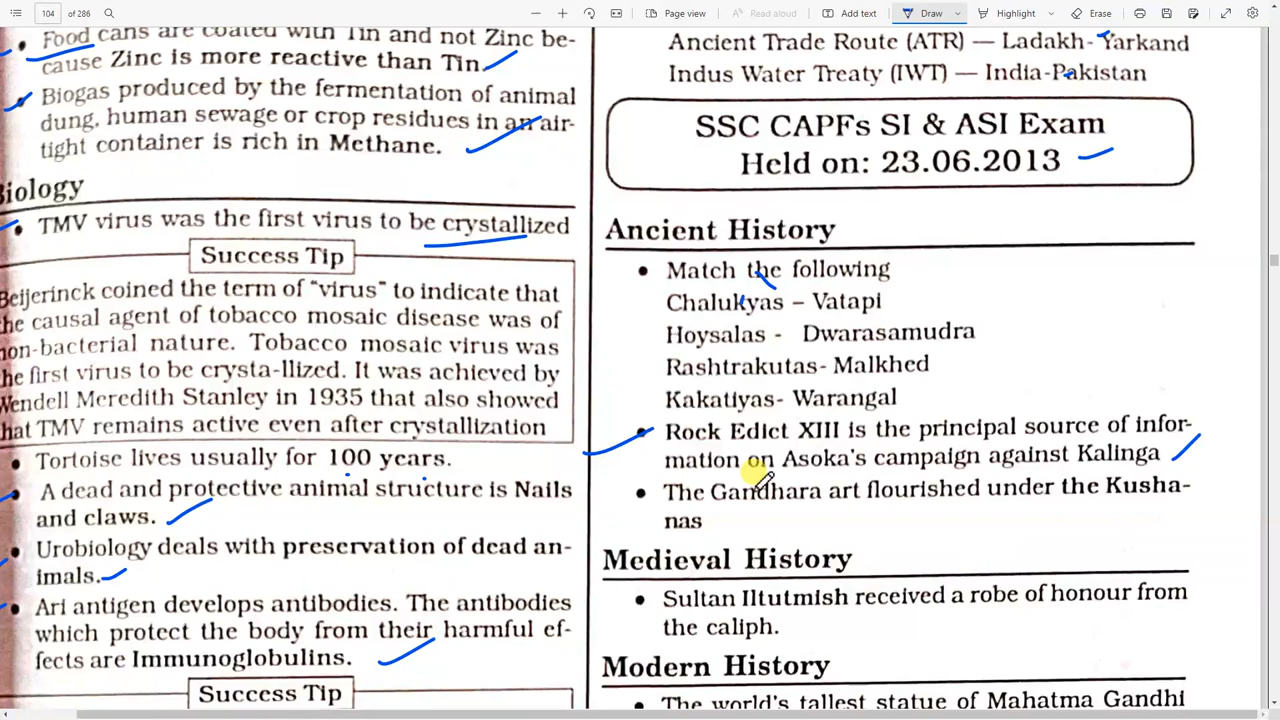 104 of 286
Page view
Read aloud
Add text
Draw
Highlight
Erase
Food cans are coated with Tin and not Zinc be-
cause Zinc is more reactive than Tin.
Biogas produced by the fermentation of animal
dung, human sewage or crop residues in an air-
tight container is rich in Methane.
Biology
TMV virus was the first virus to be crystallized
Success Tip
Beijerinck coined the term of "virus" to indicate that
the causal agent of tobacco mosaic disease was of
non-bacterial nature. Tobacco mosaic virus was
the first virus to be crysta-llized. It was achieved by
Wendell Meredith Stanley in 1935 that also showed
that TMV remains active even after crystallization
Tortoise lives usually for 100 years.
A dead and protective animal structure is Nails
and claws.
Urobiology deals with preservation of dead an-
imals.
Ari antigen develops antibodies. The antibodies
which protect the body from their harmful ef-
fects are Immunoglobulins.
Success Tip
Ancient Trade Route (ATR) — Ladakh-Yarkand
Indus Water Treaty (IWT) — India-Pakistan
SSC CAPFs SI & ASI Exam
Held on: 23.06.2013
Ancient History
Match the following
Chalukyas – Vatapi
Hoysalas - Dwarasamudra
Rashtrakutas- Malkhed
Kakatiyas- Warangal
Rock Edict XIII is the principal source of infor-
mation on Asoka's campaign against Kalinga
The Gandhara art flourished under the Kusha-
nas
Medieval History
Sultan Iltutmish received a robe of honour from
the caliph.
Modern History
The world's tallest statue of Mahatma Gandhi